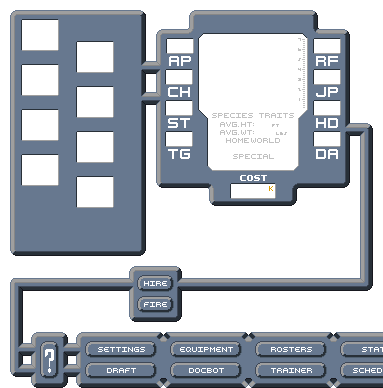 AP RF
CH JP
ST HD
TG DA
SPECIES TRAITS
AVG.HT: FT
AVG.WT: LBS
HOMEWORLD
SPECIAL
COST
K
HIRE
FIRE
?
SETTINGS EQUIPMENT ROSTERS STAT
DRAFT DOCBOT TRAINER SCHED